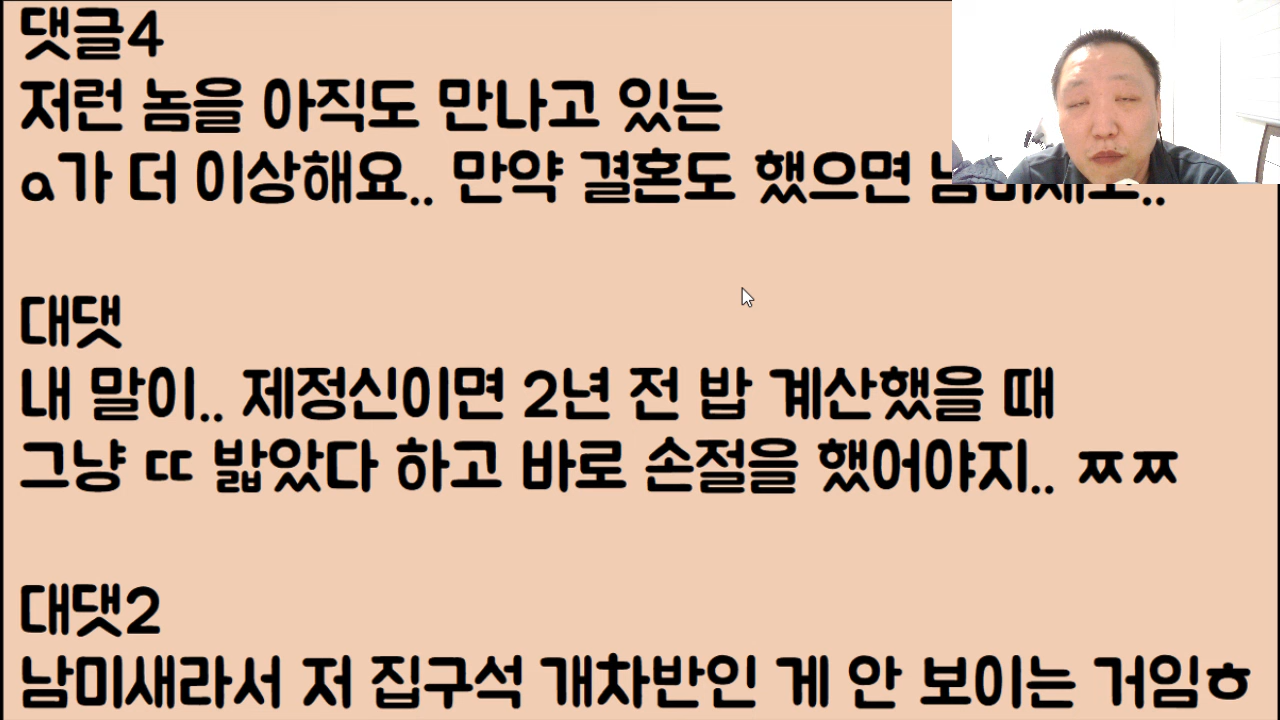 댓글4
저런 놈을 아직도 만나고 있는
a가 더 이상해요.. 만약 결혼도 했으면
대댓
내 말이.. 제정신이면 2년 전 밥 계산했을 때
그냥 ㄸ 밟았다 하고 바로 손절을 했어야지.. ㅉㅉ
대댓2
남미새라서 저 집구석 개차반인 게 안 보이는 거임ㅎ